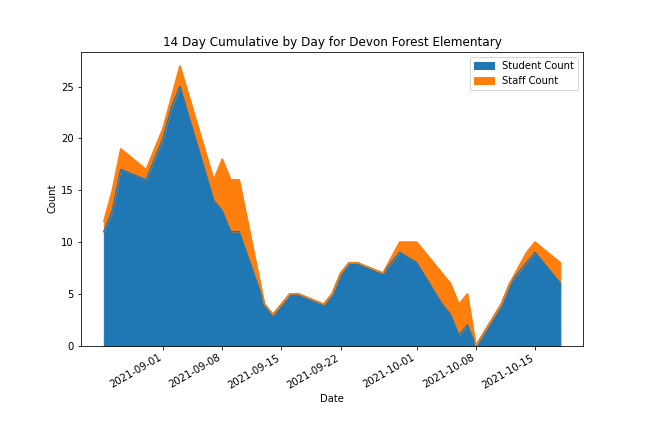 14 Day Cumulative by Day for Devon Forest Elementary
Student Count
Staff Count
Count
25
20
15
10
5
0
2021-09-01
2021-09-08
2021-09-15
2021-09-22
2021-10-01
2021-10-08
2021-10-15
Date